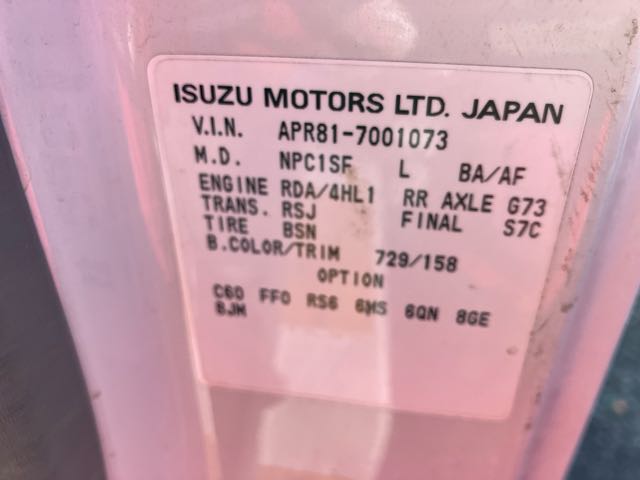 ISUZU MOTORS LTD. JAPAN
V.I.N. APR81-7001073
M.D. NPC1SF L BA/AF
ENGINE RDA/4HL1 RR AXLE G73
TRANS. RSJ FINAL S7C
TIRE BSN
B.COLOR/TRIM 729/158
OPTION
C60 FF0 RS6 6MS 6QN 8GE
BJM